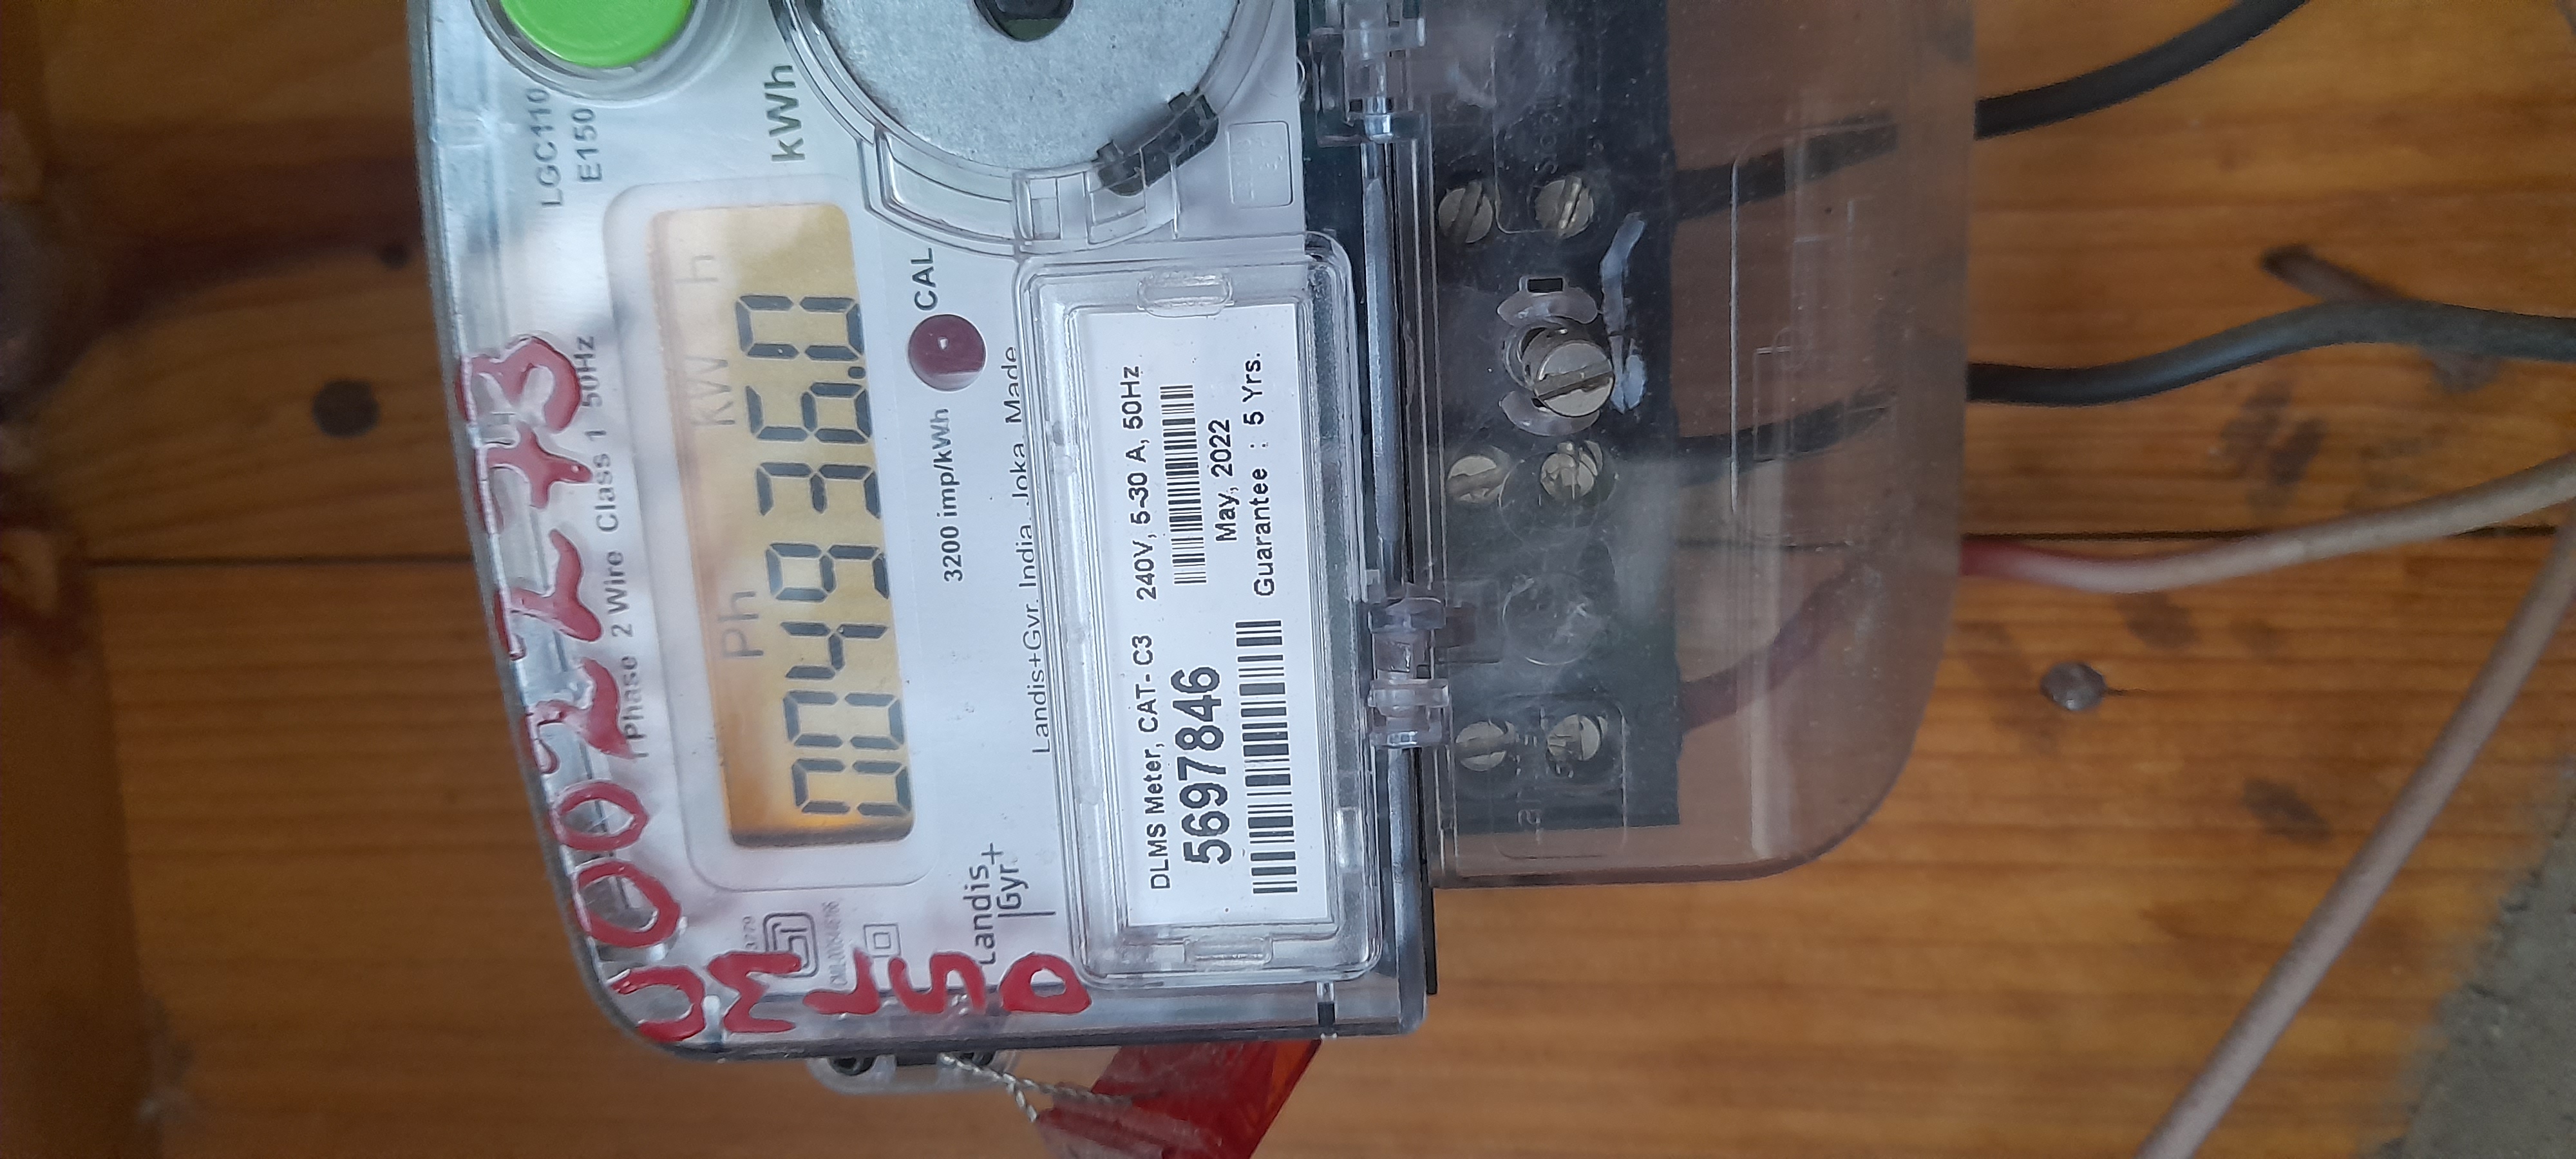 LGC110
E150
1 Phase 2 Wire Class 1 50Hz
Ph kW h
004936.0
kWh
3200 imp/kWh CAL
Landis
Gyr+
Landis+Gyr. India, Joka, Made
DLMS Meter, CAT- C3 240V, 5-30 A, 50Hz
56978846
May, 2022
Guarantee : 5 Yrs.